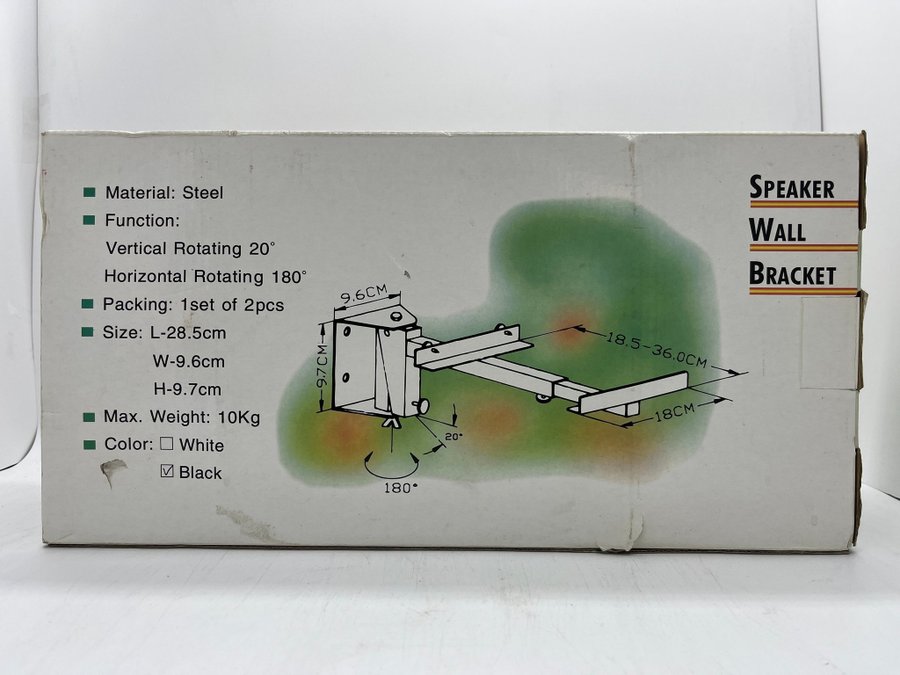 Material: Steel
Function:
Vertical Rotating 20°
Horizontal Rotating 180°
Packing: 1set of 2pcs
Size: L-28.5cm
W-9.6cm
H-9.7cm
Max. Weight: 10Kg
Color: ☐ White
☑ Black
9.6CM
9.7CM
18.5-36.0CM
18CM
20°
180°
SPEAKER
WALL
BRACKET